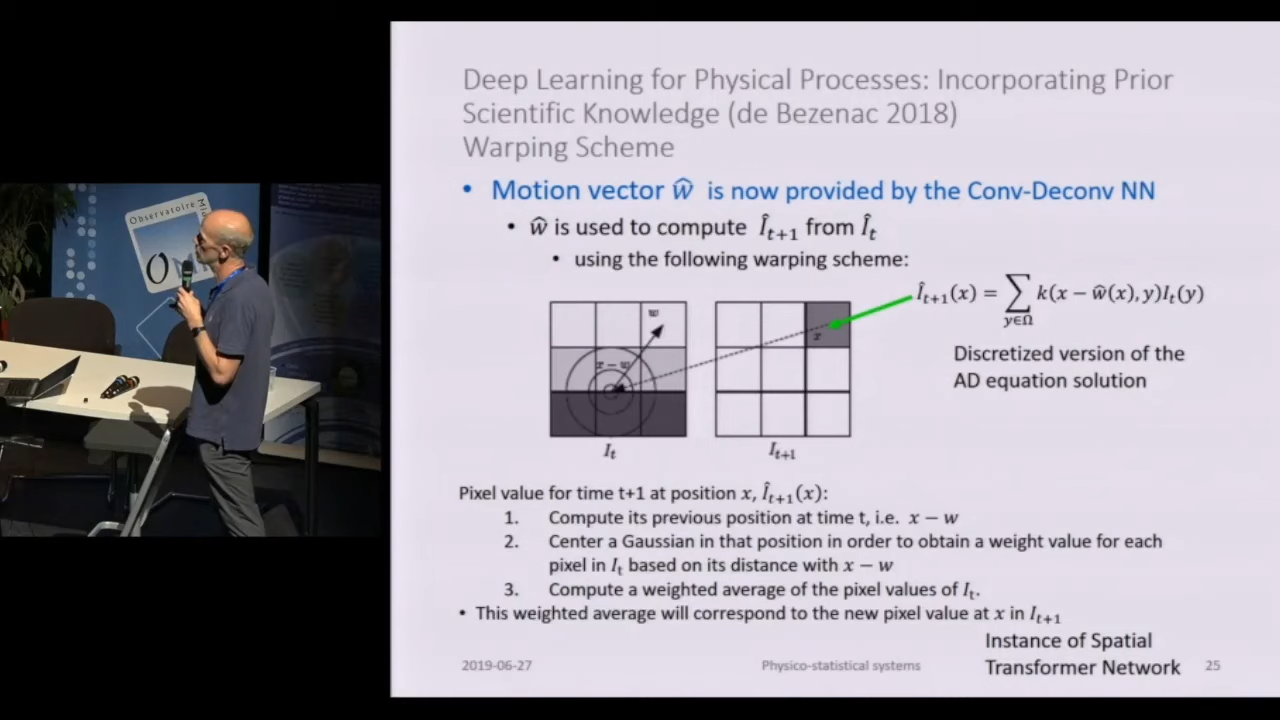 Observatoire
Deep Learning for Physical Processes: Incorporating Prior
Scientific Knowledge (de Bezenac 2018)
Warping Scheme
• Motion vector ŵ is now provided by the Conv-Deconv NN
• ŵ is used to compute Î_{t+1} from Î_t
• using the following warping scheme:
Î_{t+1}(x) = ∑_{y∈Ω} k(x − ŵ(x), y)I_t(y)
w
x
x − w
Discretized version of the
AD equation solution
I_t
I_{t+1}
Pixel value for time t+1 at position x, Î_{t+1}(x):
1. Compute its previous position at time t, i.e. x − w
2. Center a Gaussian in that position in order to obtain a weight value for each
pixel in I_t based on its distance with x − w
3. Compute a weighted average of the pixel values of I_t.
• This weighted average will correspond to the new pixel value at x in I_{t+1}
Instance of Spatial
Transformer Network
2019-06-27
Physico-statistical systems
25